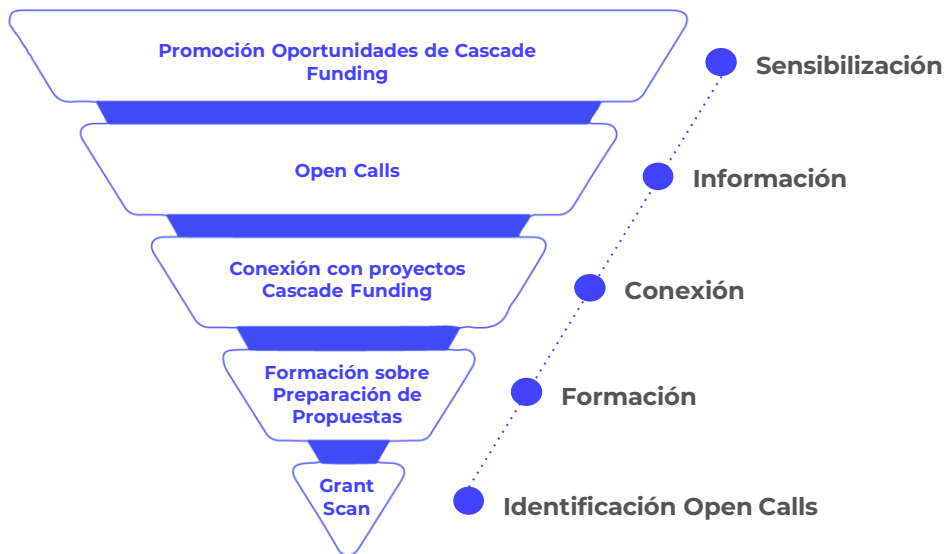 Promoción Oportunidades de Cascade
Funding
Sensibilización
Open Calls
Información
Conexión con proyectos
Cascade Funding
Conexión
Formación sobre
Preparación de
Propuestas
Formación
Grant
Scan
Identificación Open Calls